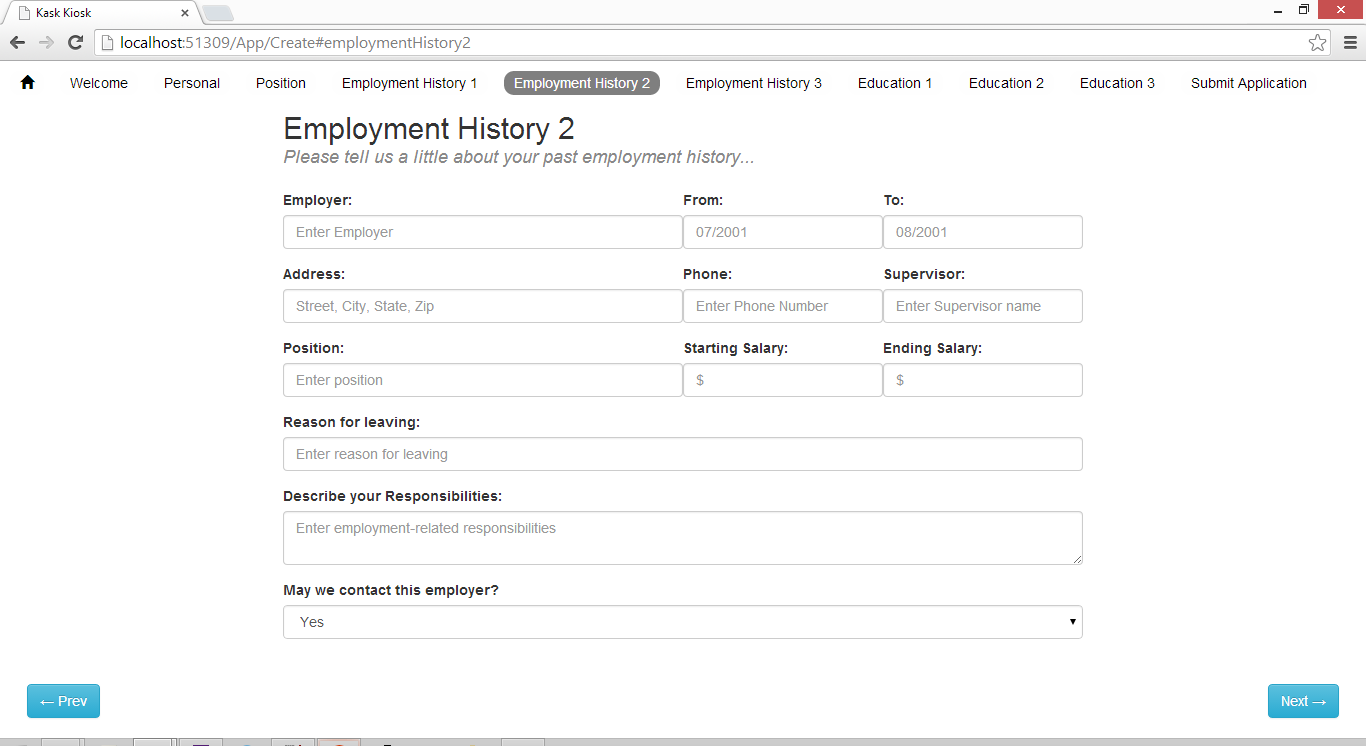 Kask Kiosk
localhost:51309/App/Create#employmentHistory2
Welcome Personal Position Employment History 1 Employment History 2 Employment History 3 Education 1 Education 2 Education 3 Submit Application
Employment History 2
Please tell us a little about your past employment history...
Employer: From: To:
Enter Employer 07/2001 08/2001
Address: Phone: Supervisor:
Street, City, State, Zip Enter Phone Number Enter Supervisor name
Position: Starting Salary: Ending Salary:
Enter position $ $
Reason for leaving:
Enter reason for leaving
Describe your Responsibilities:
Enter employment-related responsibilities
May we contact this employer?
Yes
← Prev Next →